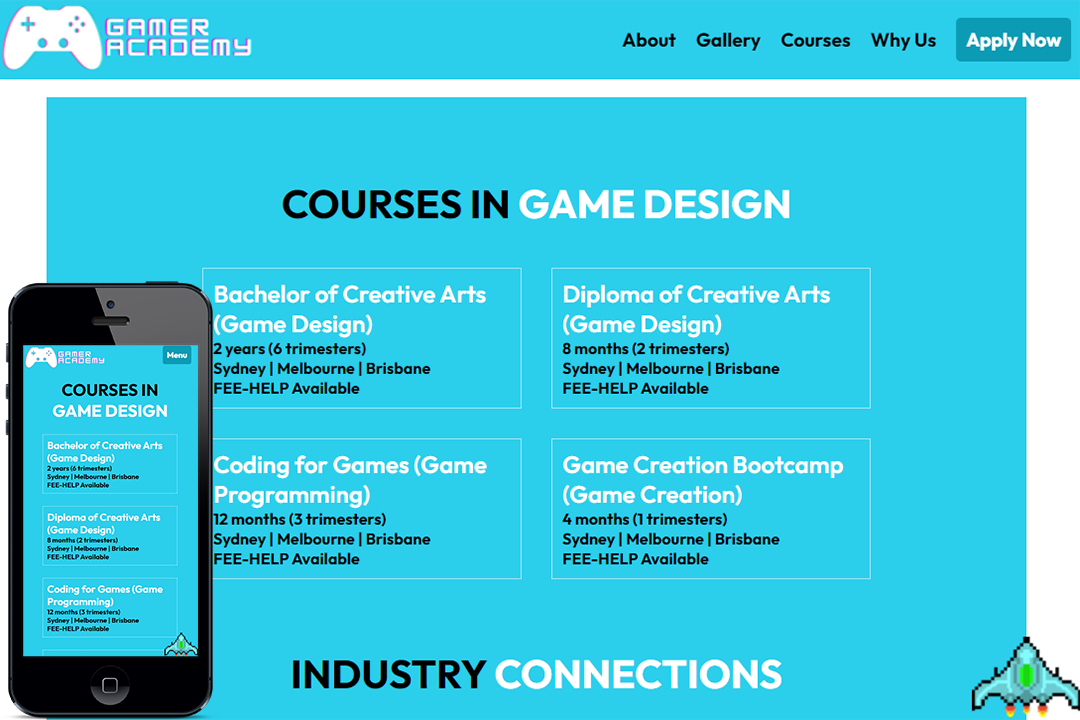 GAMER
ACADEMY
About Gallery Courses Why Us Apply Now
COURSES IN GAME DESIGN
Bachelor of Creative Arts
(Game Design)
2 years (6 trimesters)
Sydney | Melbourne | Brisbane
FEE-HELP Available
Diploma of Creative Arts
(Game Design)
8 months (2 trimesters)
Sydney | Melbourne | Brisbane
FEE-HELP Available
Coding for Games (Game
Programming)
12 months (3 trimesters)
Sydney | Melbourne | Brisbane
FEE-HELP Available
Game Creation Bootcamp
(Game Creation)
4 months (1 trimesters)
Sydney | Melbourne | Brisbane
FEE-HELP Available
INDUSTRY CONNECTIONS
GAMER
ACADEMY
Menu
COURSES IN
GAME DESIGN
Bachelor of Creative Arts
(Game Design)
2 years (6 trimesters)
Sydney | Melbourne | Brisbane
FEE-HELP Available
Diploma of Creative Arts
(Game Design)
8 months (2 trimesters)
Sydney | Melbourne | Brisbane
FEE-HELP Available
Coding for Games (Game
Programming)
12 months (3 trimesters)
Sydney | Melbourne | Brisbane
FEE-HELP Available